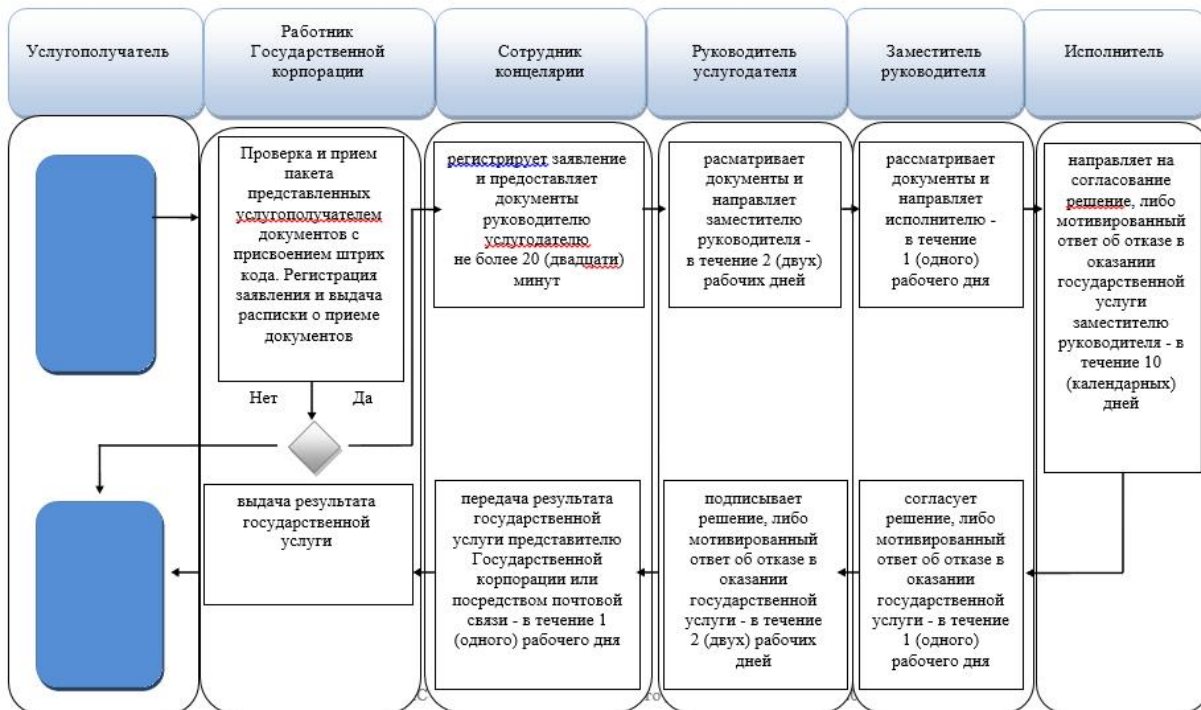 Услугополучатель
Работник
Государственной
корпорации
Сотрудник
концелярии
Руководитель
услугодателя
Заместитель
руководителя
Исполнитель
Проверка и прием
пакета
представленных
услугополучателем
документов с
присвоением штрих
кода. Регистрация
заявления и выдача
расписки о приеме
документов
регистрирует заявление
и предоставляет
документы
руководителю
услугодателю
не более 20 (двадцати)
минут
расматривает
документы и
направляет
заместителю
руководителя -
в течение 2 (двух)
рабочих дней
рассматривает
документы и
направляет
исполнителю -
в течение
1 (одного)
рабочего дня
направляет на
согласование
решение, либо
мотивированный
ответ об отказе в
оказании
государственной
услуги
заместителю
руководителя - в
течение 10
(календарных)
дней
Нет
Да
выдача результата
государственной
услуги
передача результата
государственной
услуги представителю
Государственной
корпорации или
посредством почтовой
связи - в течение 1
(одного) рабочего дня
подписывает
решение, либо
мотивированный
ответ об отказе в
оказании
государственной
услуги - в течение
2 (двух) рабочих
дней
согласует
решение, либо
мотивированный
ответ об отказе в
оказании
государственной
услуги - в течение
1 (одного)
рабочего дня